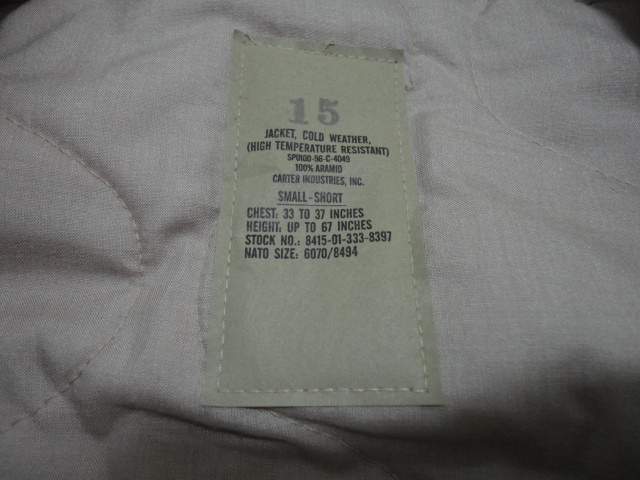 15
JACKET, COLD WEATHER,
(HIGH TEMPERATURE RESISTANT)
SPO100-96-C-4049
100% ARAMID
CARTER INDUSTRIES, INC.
SMALL-SHORT
CHEST: 33 TO 37 INCHES
HEIGHT: UP TO 67 INCHES
STOCK NO.: 8415-01-333-8397
NATO SIZE: 6070/8494